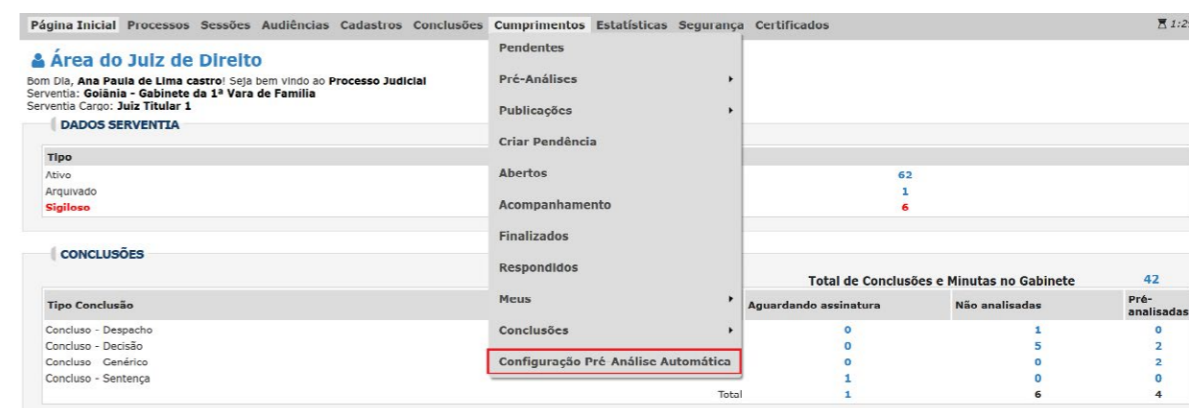 Página Inicial Processos Sessões Audiências Cadastros Conclusões Cumprimentos Estatísticas Segurança Certificados
Área do Juiz de Direito
Bom Dia, Ana Paula de Lima castro! Seja bem vindo ao Processo Judicial
Serventia: Goiânia - Gabinete da 1ª Vara de Família
Serventia Cargo: Juiz Titular 1
DADOS SERVENTIA
Tipo
Ativo 62
Arquivado 1
Sigiloso 6
Pendentes
Pré-Análises
Publicações
Criar Pendência
Abertos
Acompanhamento
Finalizados
Respondidos
Meus
Conclusões
Configuração Pré-Análise Automática
CONCLUSÕES
Total de Conclusões e Minutas no Gabinete 42
Tipo Conclusão Aguardando assinatura Não analisadas Pré-analisadas
Concluso - Despacho 0 1 0
Concluso - Decisão 0 5 2
Concluso - Genérico 0 0 2
Concluso - Sentença 1 0 0
Total 1 6 4